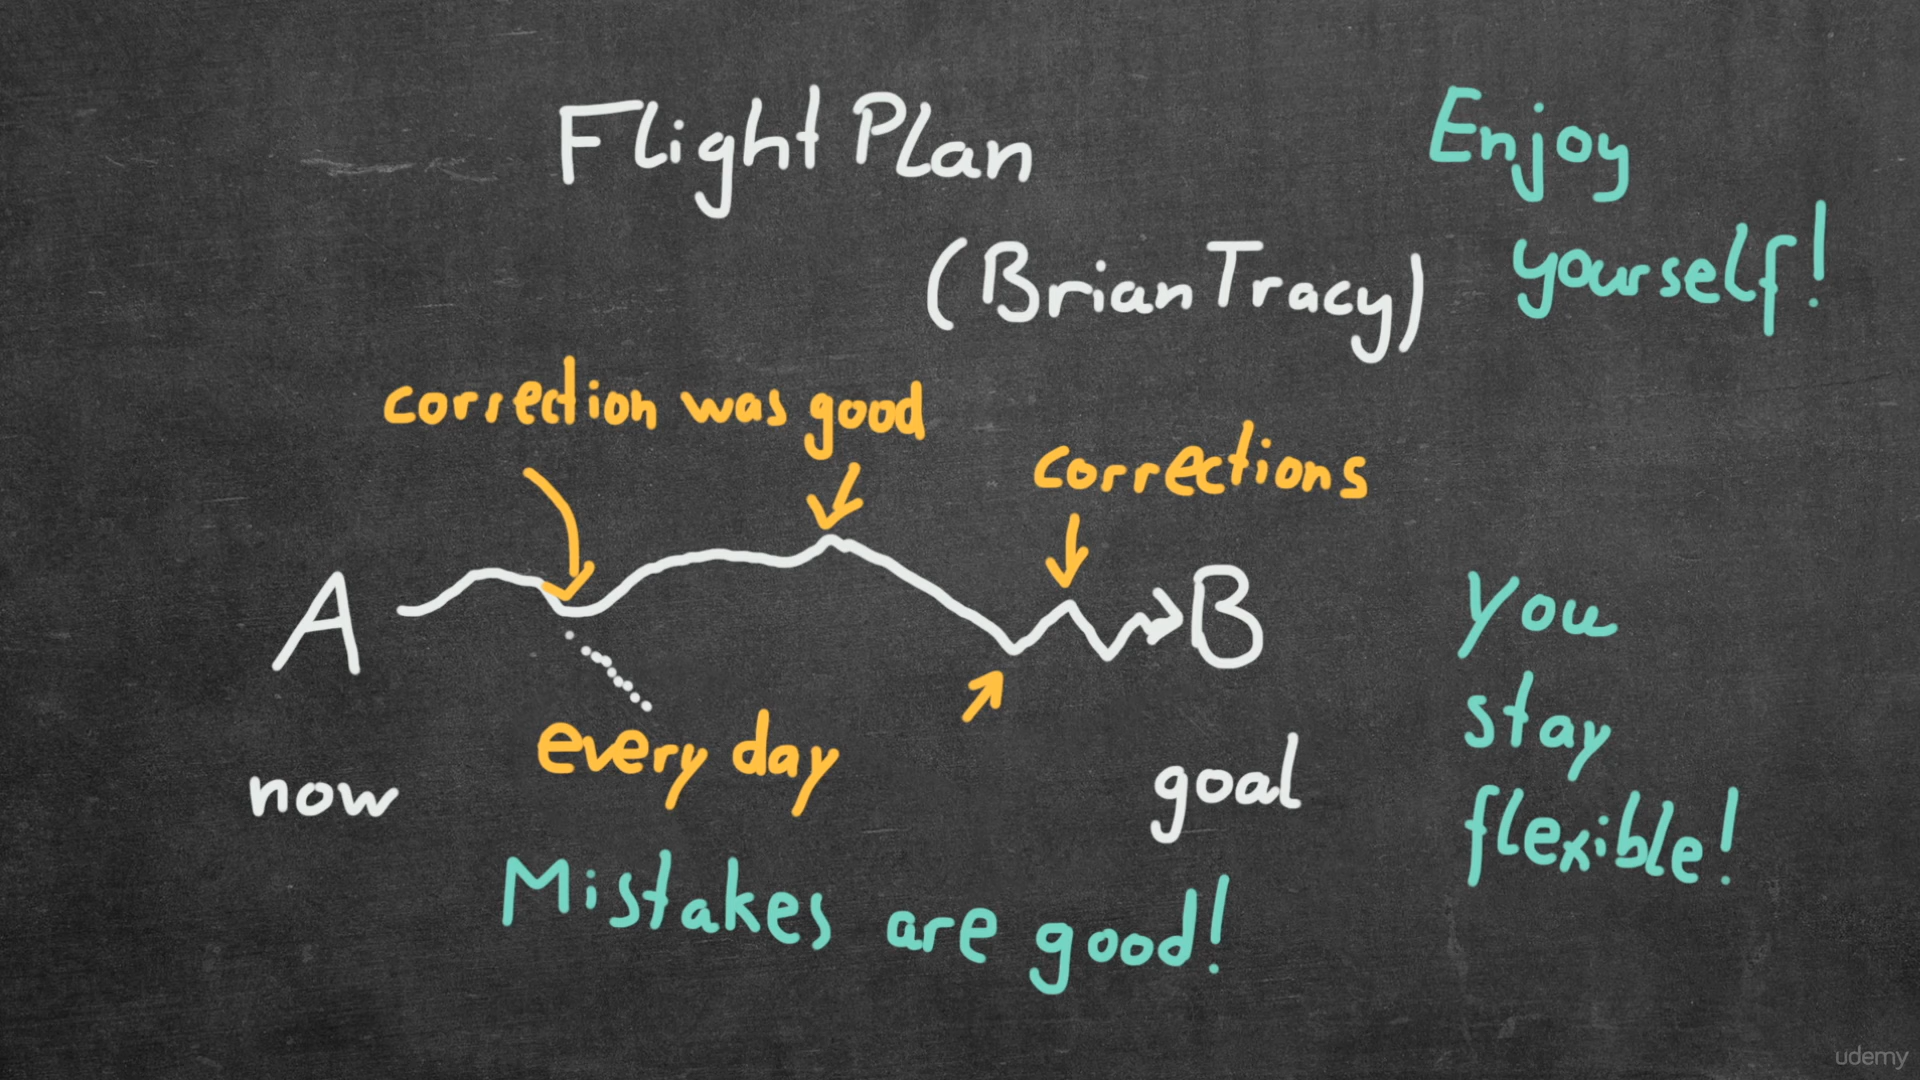 Flight Plan
(Brian Tracy)
Enjoy
yourself!
correction was good
corrections
A
B
now
every day
goal
You
stay
flexible!
Mistakes are good!
udemy